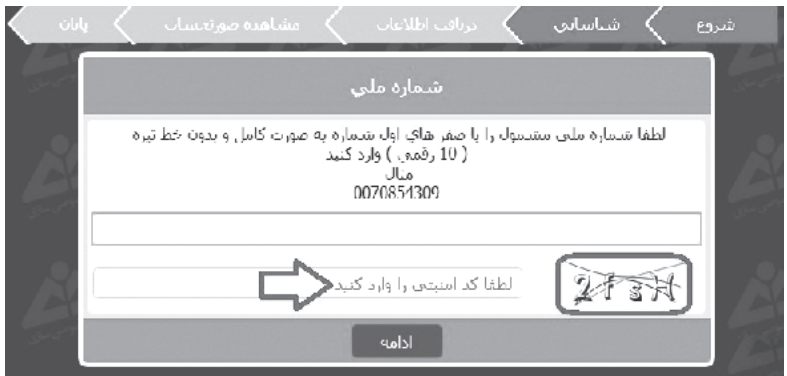 شروع
شناسایی
دریافت اطلاعات
مشاهده صورتحساب
پایان
شماره ملی
لطفا شماره ملی مشمول را با صفر های اول شماره به صورت کامل و بدون خط تیره
( 10 رقمی ) وارد کنید
مثال
0070854309
لطفا کد امنیتی را وارد کنید
2fsH
ادامه